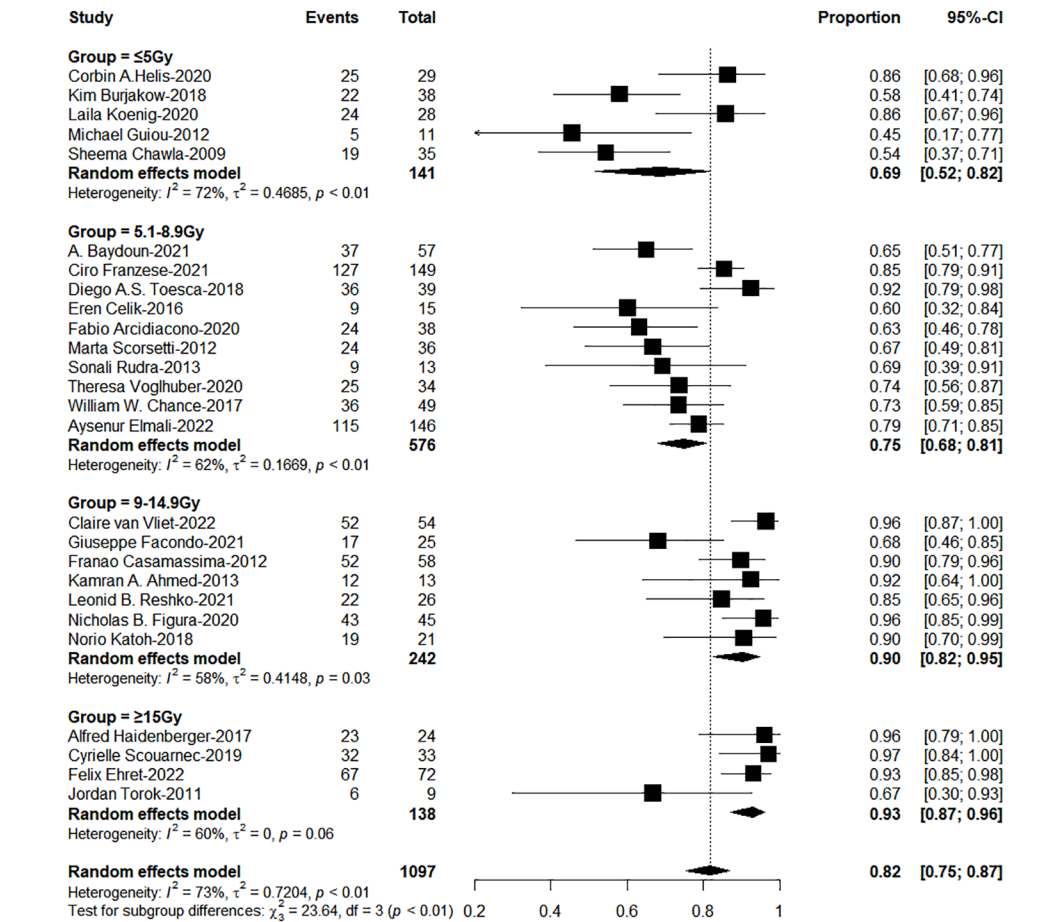 Study Events Total Proportion 95%-CI
Group = ≤5Gy
Corbin A.Helis-2020 25 29 0.86 [0.68; 0.96]
Kim Burjakow-2018 22 38 0.58 [0.41; 0.74]
Laila Koenig-2020 24 28 0.86 [0.67; 0.96]
Michael Guiou-2012 5 11 0.45 [0.17; 0.77]
Sheema Chawla-2009 19 35 0.54 [0.37; 0.71]
Random effects model 141 0.69 [0.52; 0.82]
Heterogeneity: I² = 72%, τ² = 0.4685, p < 0.01
Group = 5.1-8.9Gy
A. Baydoun-2021 37 57 0.65 [0.51; 0.77]
Ciro Franzese-2021 127 149 0.85 [0.79; 0.91]
Diego A.S. Toesca-2018 36 39 0.92 [0.79; 0.98]
Eren Celik-2016 9 15 0.60 [0.32; 0.84]
Fabio Arcidiacono-2020 24 38 0.63 [0.46; 0.78]
Marta Scorsetti-2012 24 36 0.67 [0.49; 0.81]
Sonali Rudra-2013 9 13 0.69 [0.39; 0.91]
Theresa Voglhuber-2020 25 34 0.74 [0.56; 0.87]
William W. Chance-2017 36 49 0.73 [0.59; 0.85]
Aysenur Elmali-2022 115 146 0.79 [0.71; 0.85]
Random effects model 576 0.75 [0.68; 0.81]
Heterogeneity: I² = 62%, τ² = 0.1669, p < 0.01
Group = 9-14.9Gy
Claire van Vliet-2022 52 54 0.96 [0.87; 1.00]
Giuseppe Facondo-2021 17 25 0.68 [0.46; 0.85]
Franao Casamassima-2012 52 58 0.90 [0.79; 0.96]
Kamran A. Ahmed-2013 12 13 0.92 [0.64; 1.00]
Leonid B. Reshko-2021 22 26 0.85 [0.65; 0.96]
Nicholas B. Figura-2020 43 45 0.96 [0.85; 0.99]
Norio Katoh-2018 19 21 0.90 [0.70; 0.99]
Random effects model 242 0.90 [0.82; 0.95]
Heterogeneity: I² = 58%, τ² = 0.4148, p = 0.03
Group = ≥15Gy
Alfred Haidenberger-2017 23 24 0.96 [0.79; 1.00]
Cyrielle Scouarnec-2019 32 33 0.97 [0.84; 1.00]
Felix Ehret-2022 67 72 0.93 [0.85; 0.98]
Jordan Torok-2011 6 9 0.67 [0.30; 0.93]
Random effects model 138 0.93 [0.87; 0.96]
Heterogeneity: I² = 60%, τ² = 0, p = 0.06
Random effects model 1097 0.82 [0.75; 0.87]
Heterogeneity: I² = 73%, τ² = 0.7204, p < 0.01
Test for subgroup differences: χ²₃ = 23.64, df = 3 (p < 0.01) 0.2 0.4 0.6 0.8 1